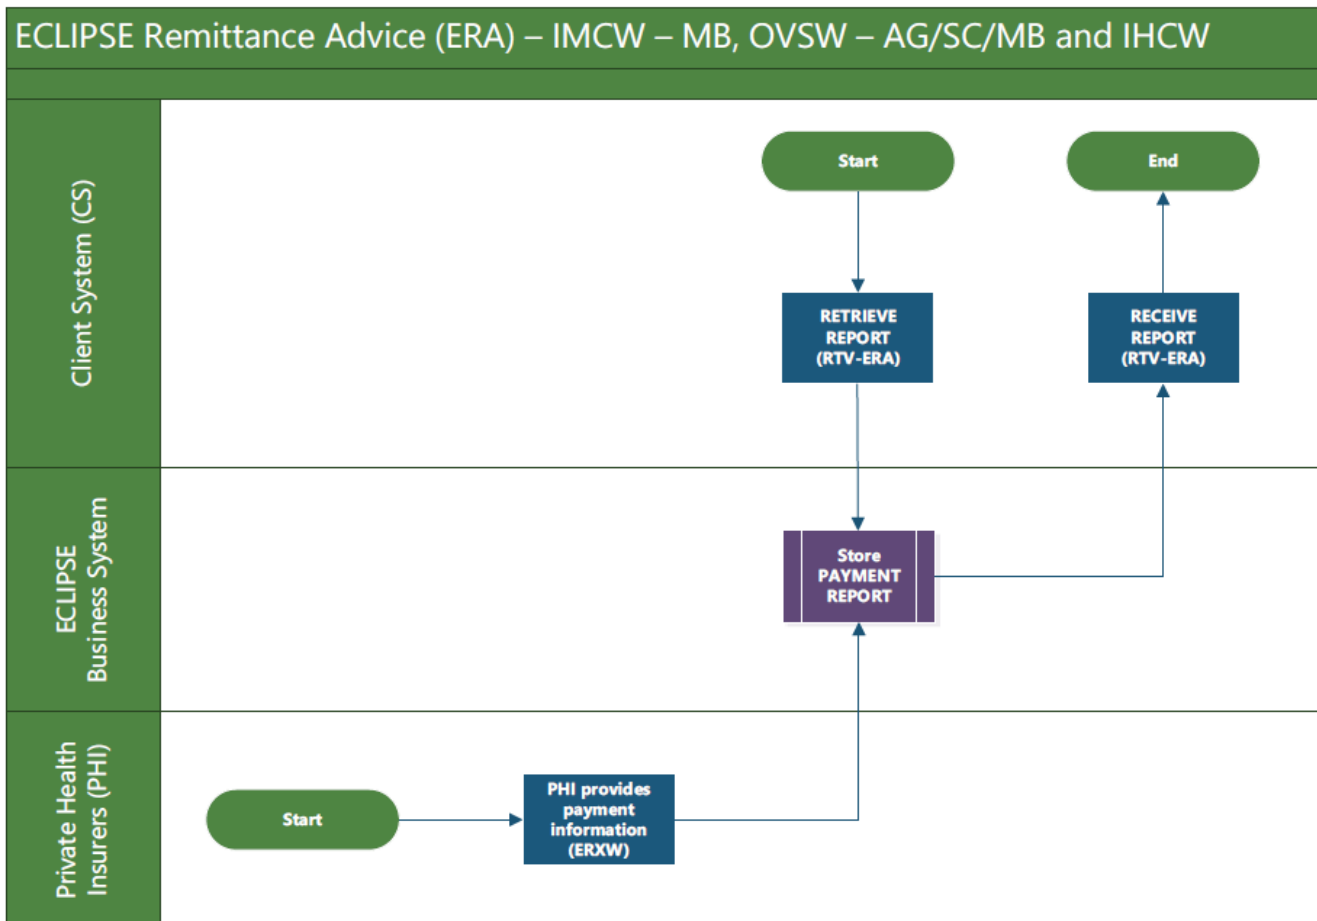 ECLIPSE Remittance Advice (ERA) – IMCW – MB, OVSW – AG/SC/MB and IHCW
Client System (CS)
Start
End
RETRIEVE
REPORT
(RTV-ERA)
RECEIVE
REPORT
(RTV-ERA)
ECLIPSE
Business System
Store
PAYMENT
REPORT
Private Health
Insurers (PHI)
Start
PHI provides
payment
information
(ERXW)